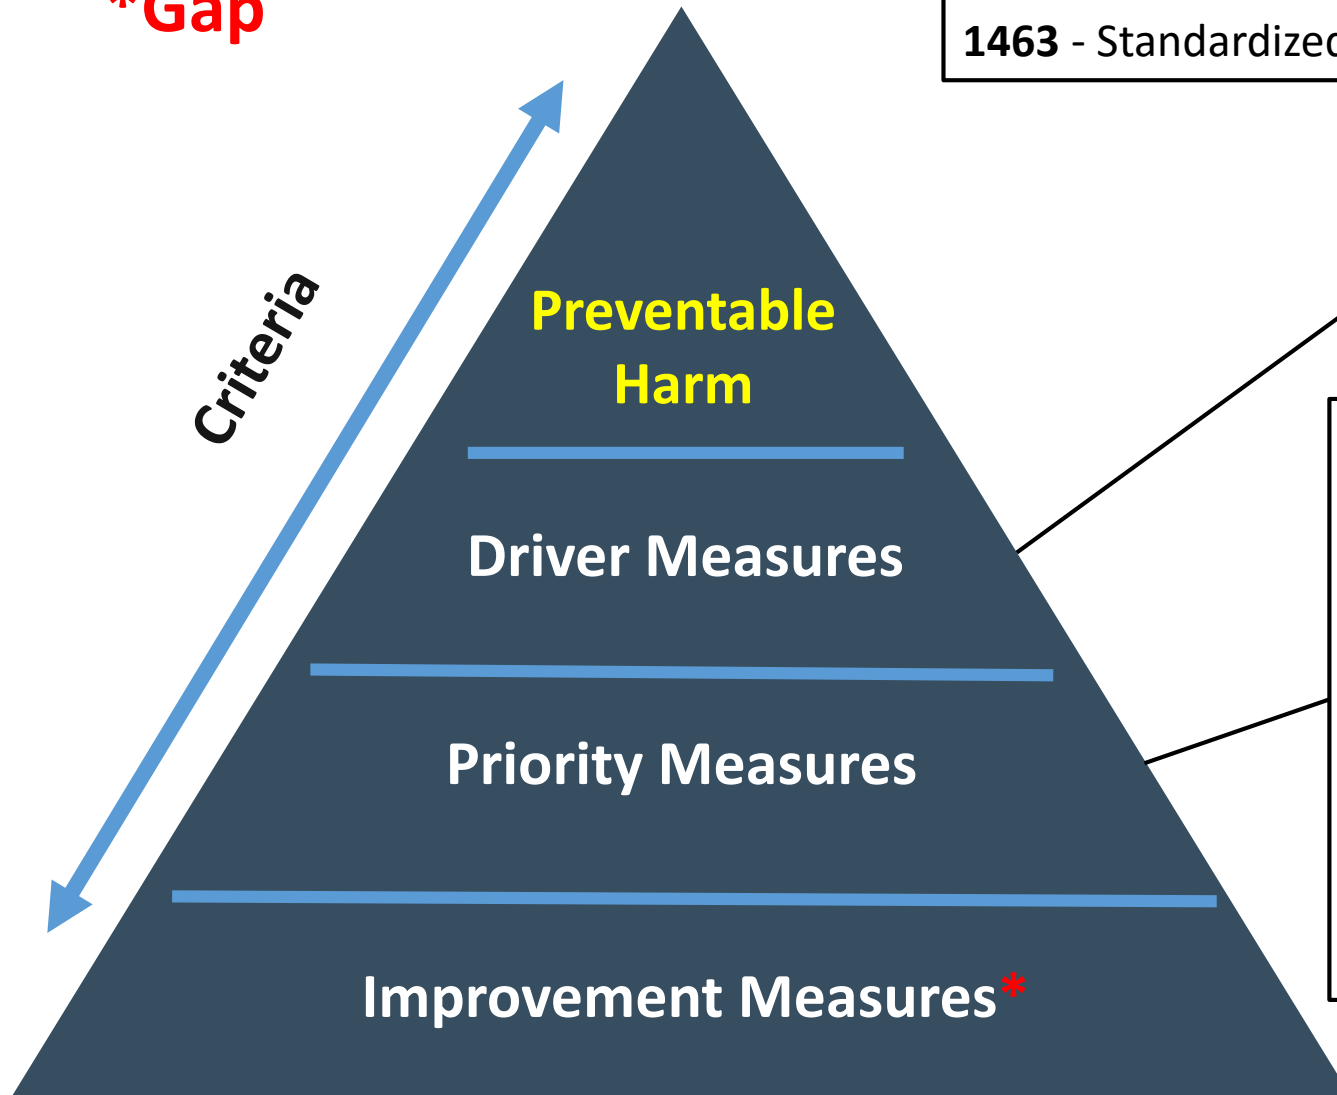 *Gap
1463 - Standardized
Criteria
Preventable
Harm
Driver Measures
Priority Measures
Improvement Measures*